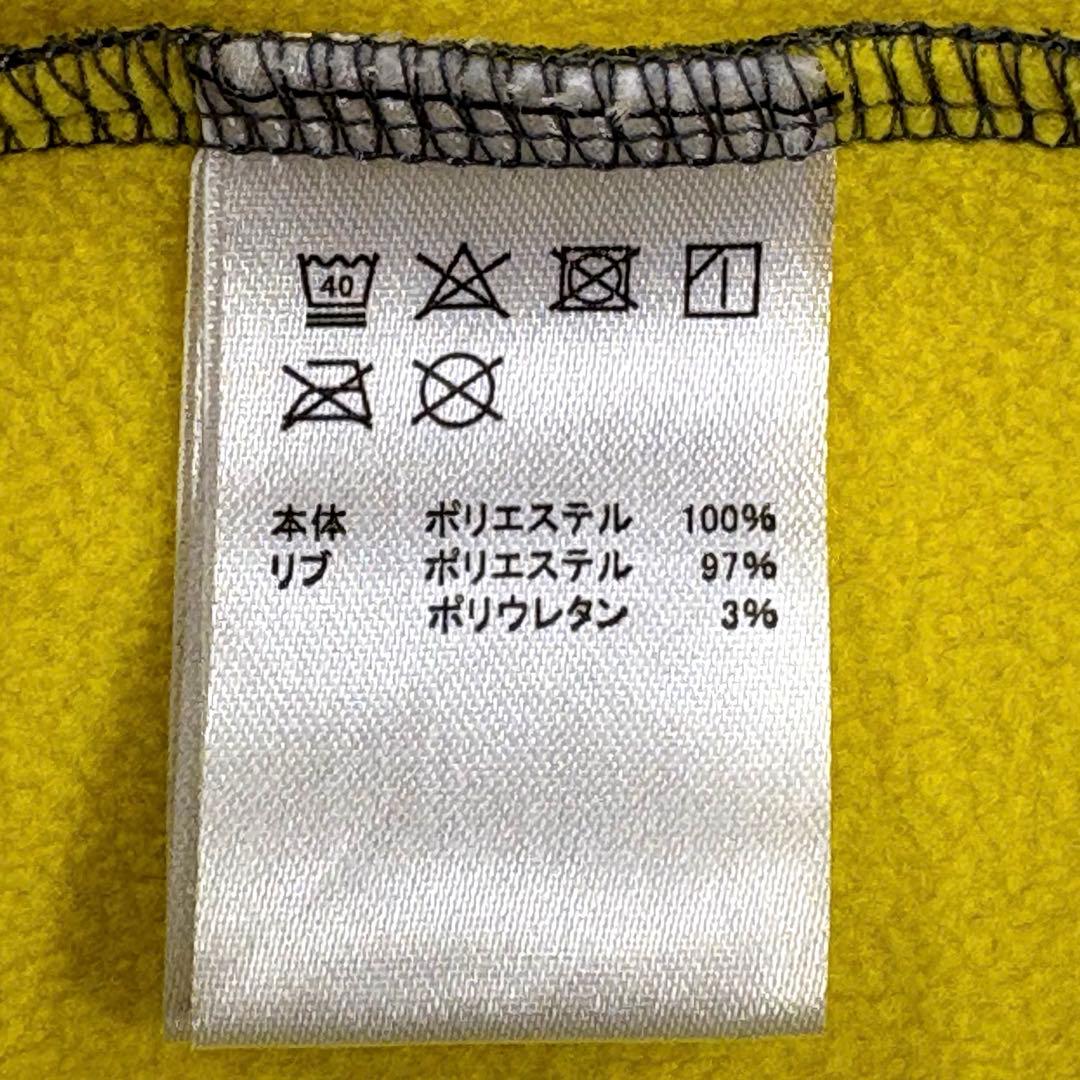 40
本体 ポリエステル 100%
リブ ポリエステル 97%
ポリウレタン 3%